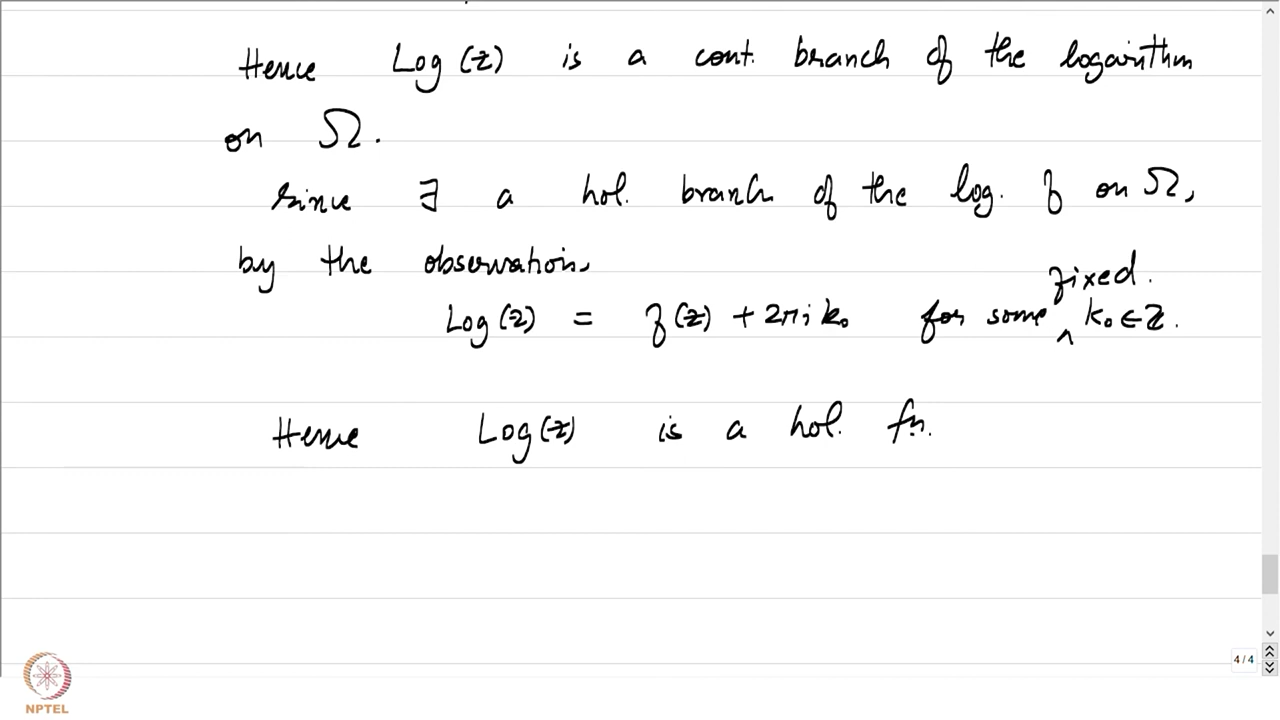 Hence Log(z) is a cont. branch of the logarithm
on Ω.
Since ∃ a hol. branch of the log. f on Ω,
by the observation,
Log(z) = f(z) + 2πik₀ for some ^ fixed. k₀ ∈ ℤ.
Hence Log(z) is a hol. fn.
4 / 4
NPTEL